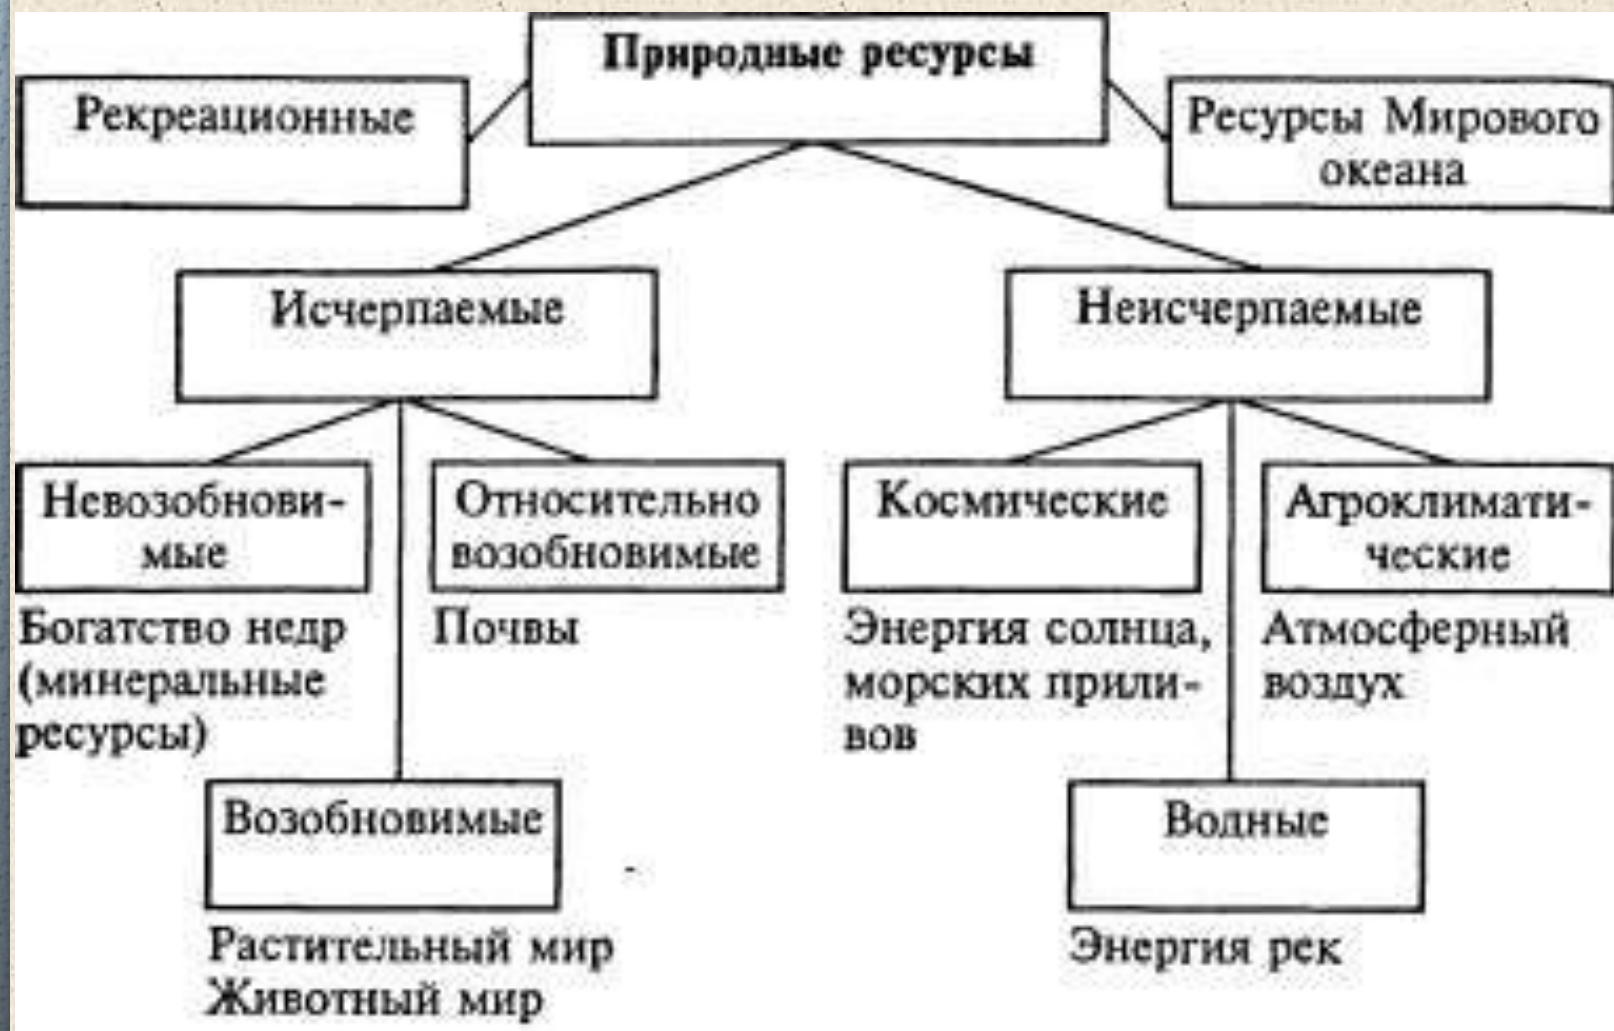 Природные ресурсы
Рекреационные
Ресурсы Мирового
океана
Исчерпаемые
Неисчерпаемые
Невозобнови-
мые
Относительно
возобновимые
Космические
Агроклимати-
ческие
Богатство недр
(минеральные
ресурсы)
Почвы
Энергия солнца,
морских прили-
вов
Атмосферный
воздух
Возобновимые
Водные
Растительный мир
Животный мир
Энергия рек